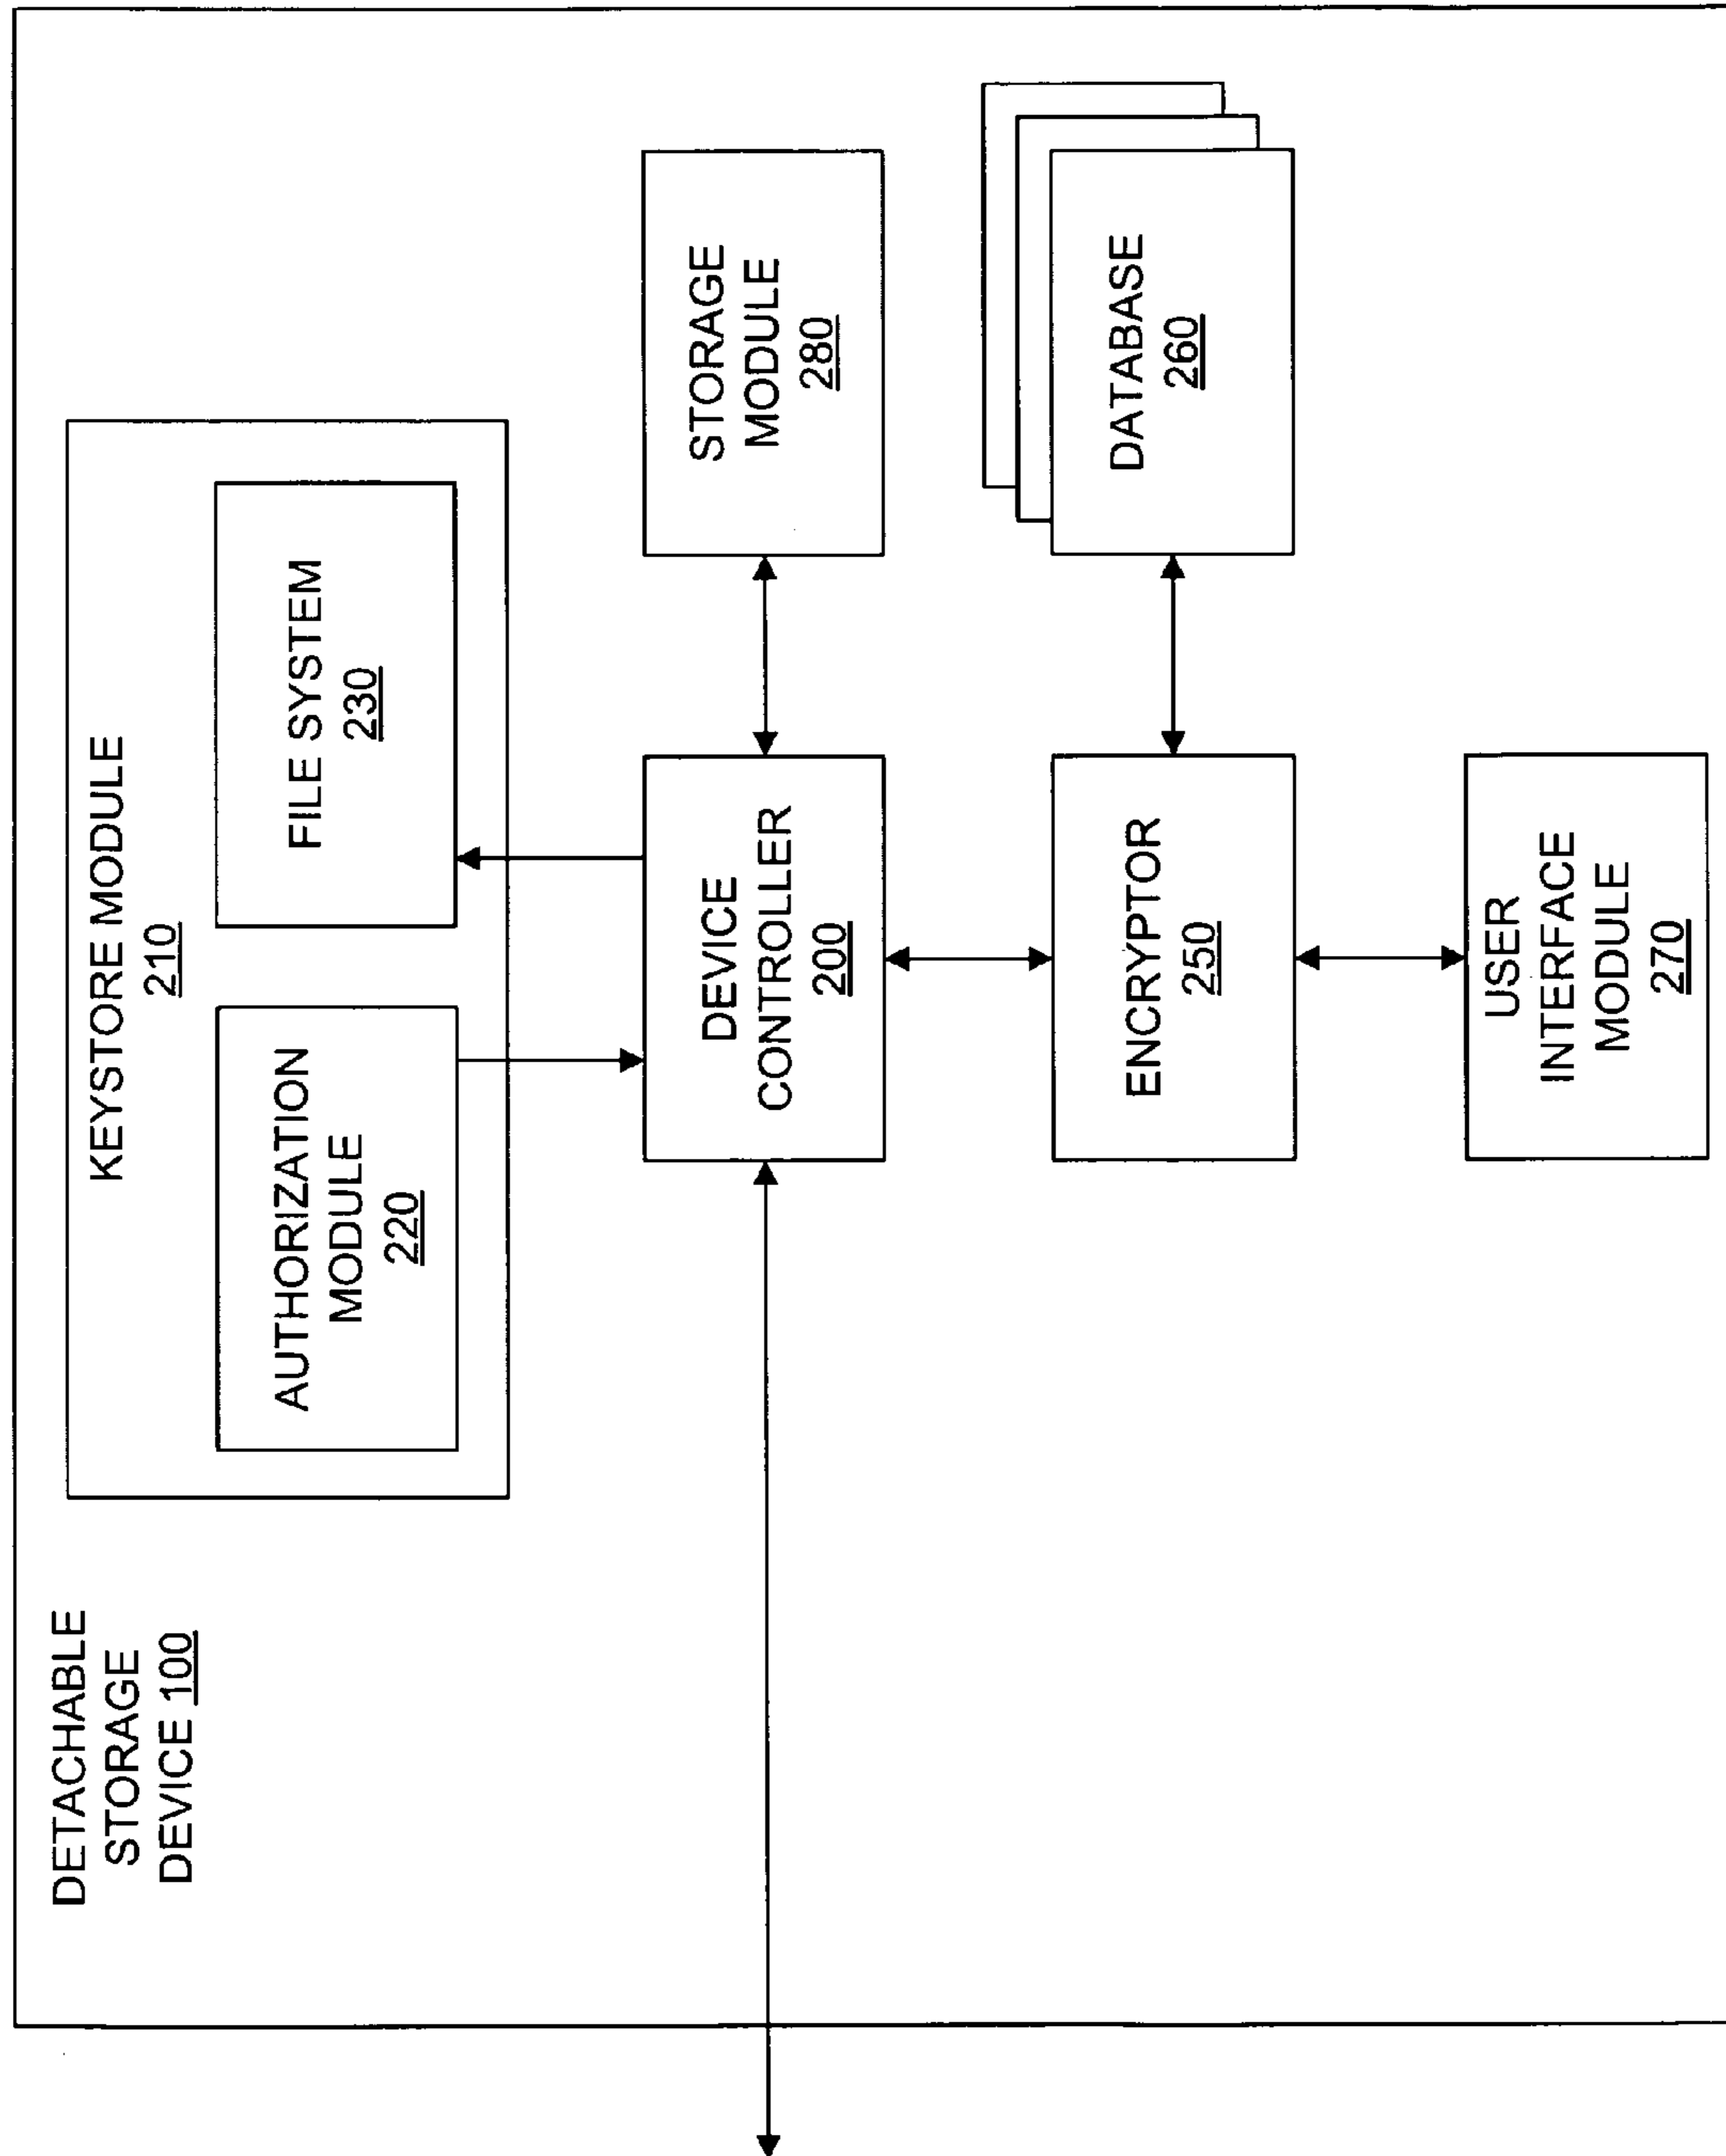 DETACHABLE
STORAGE
DEVICE 100
KEYSTORE MODULE
210
AUTHORIZATION
MODULE
220
FILE SYSTEM
230
DEVICE
CONTROLLER
200
STORAGE
MODULE
280
ENCRYPTOR
250
DATABASE
260
USER
INTERFACE
MODULE
270